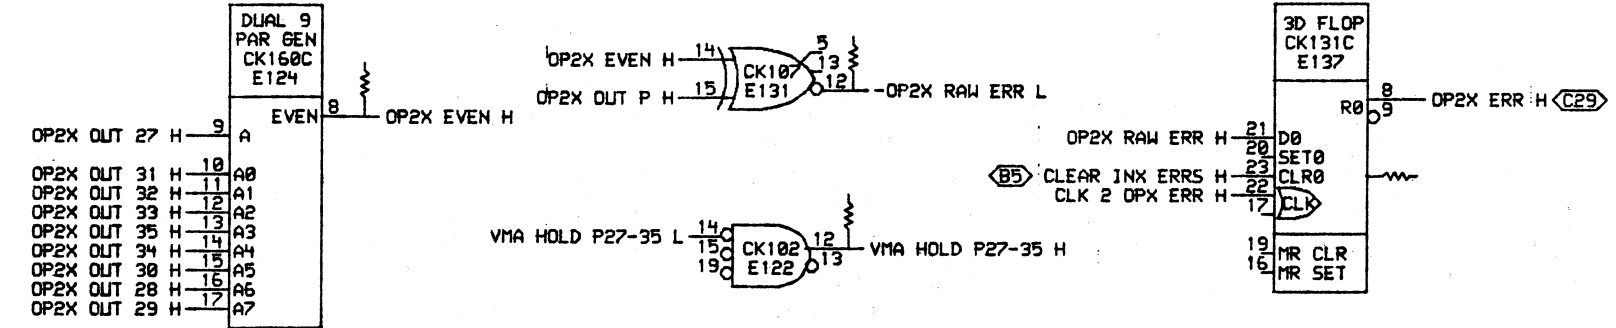 DUAL 9
PAR GEN
CK160C
E124
EVEN 8 OP2X EVEN H
OP2X OUT 27 H 9 A
OP2X OUT 31 H 10 A0
OP2X OUT 32 H 11 A1
OP2X OUT 33 H 12 A2
OP2X OUT 35 H 13 A3
OP2X OUT 34 H 14 A4
OP2X OUT 30 H 15 A5
OP2X OUT 28 H 16 A6
OP2X OUT 29 H 17 A7
OP2X EVEN H 14
OP2X OUT P H 15
CK107
E131
5
13
12 -OP2X RAW ERR L
VMA HOLD P27-35 L 14
15
19
CK102
E122
12 VMA HOLD P27-35 H
13
3D FLOP
CK131C
E137
R0 8 OP2X ERR H C29
9
OP2X RAW ERR H 21 D0
20 SET0
B5 CLEAR INX ERRS H 23 CLR0
CLK 2 OPX ERR H 22 CLK
17
19 MR CLR
16 MR SET